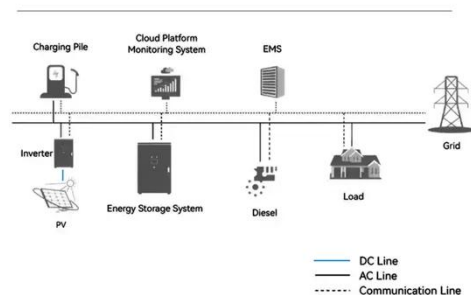 Charging Pile
Cloud Platform
Monitoring System
EMS
Grid
Inverter
PV
Energy Storage System
Diesel
Load
DC Line
AC Line
Communication Line